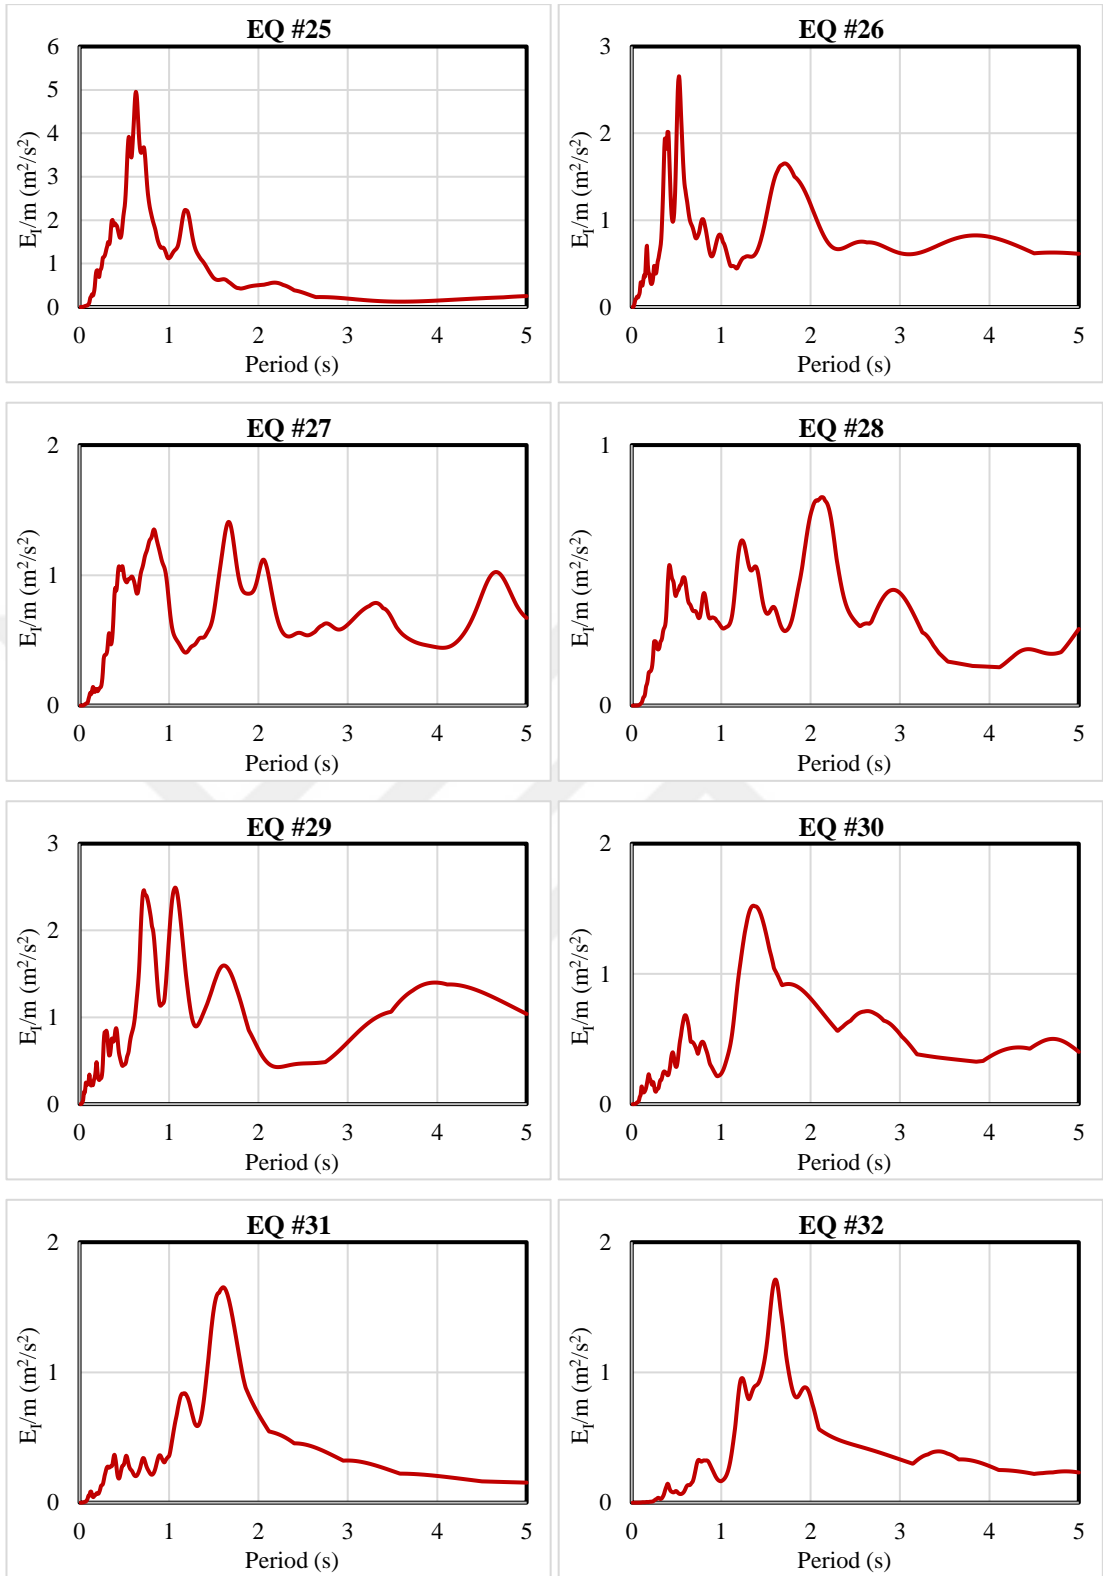 EQ #25
6
5
4
3
2
1
0
E_I/m (m²/s²)
0 1 2 3 4 5
Period (s)
EQ #26
3
2
1
0
E_I/m (m²/s²)
0 1 2 3 4 5
Period (s)
EQ #27
2
1
0
E_I/m (m²/s²)
0 1 2 3 4 5
Period (s)
EQ #28
1
0
E_I/m (m²/s²)
0 1 2 3 4 5
Period (s)
EQ #29
3
2
1
0
E_I/m (m²/s²)
0 1 2 3 4 5
Period (s)
EQ #30
2
1
0
E_I/m (m²/s²)
0 1 2 3 4 5
Period (s)
EQ #31
2
1
0
E_I/m (m²/s²)
0 1 2 3 4 5
Period (s)
EQ #32
2
1
0
E_I/m (m²/s²)
0 1 2 3 4 5
Period (s)